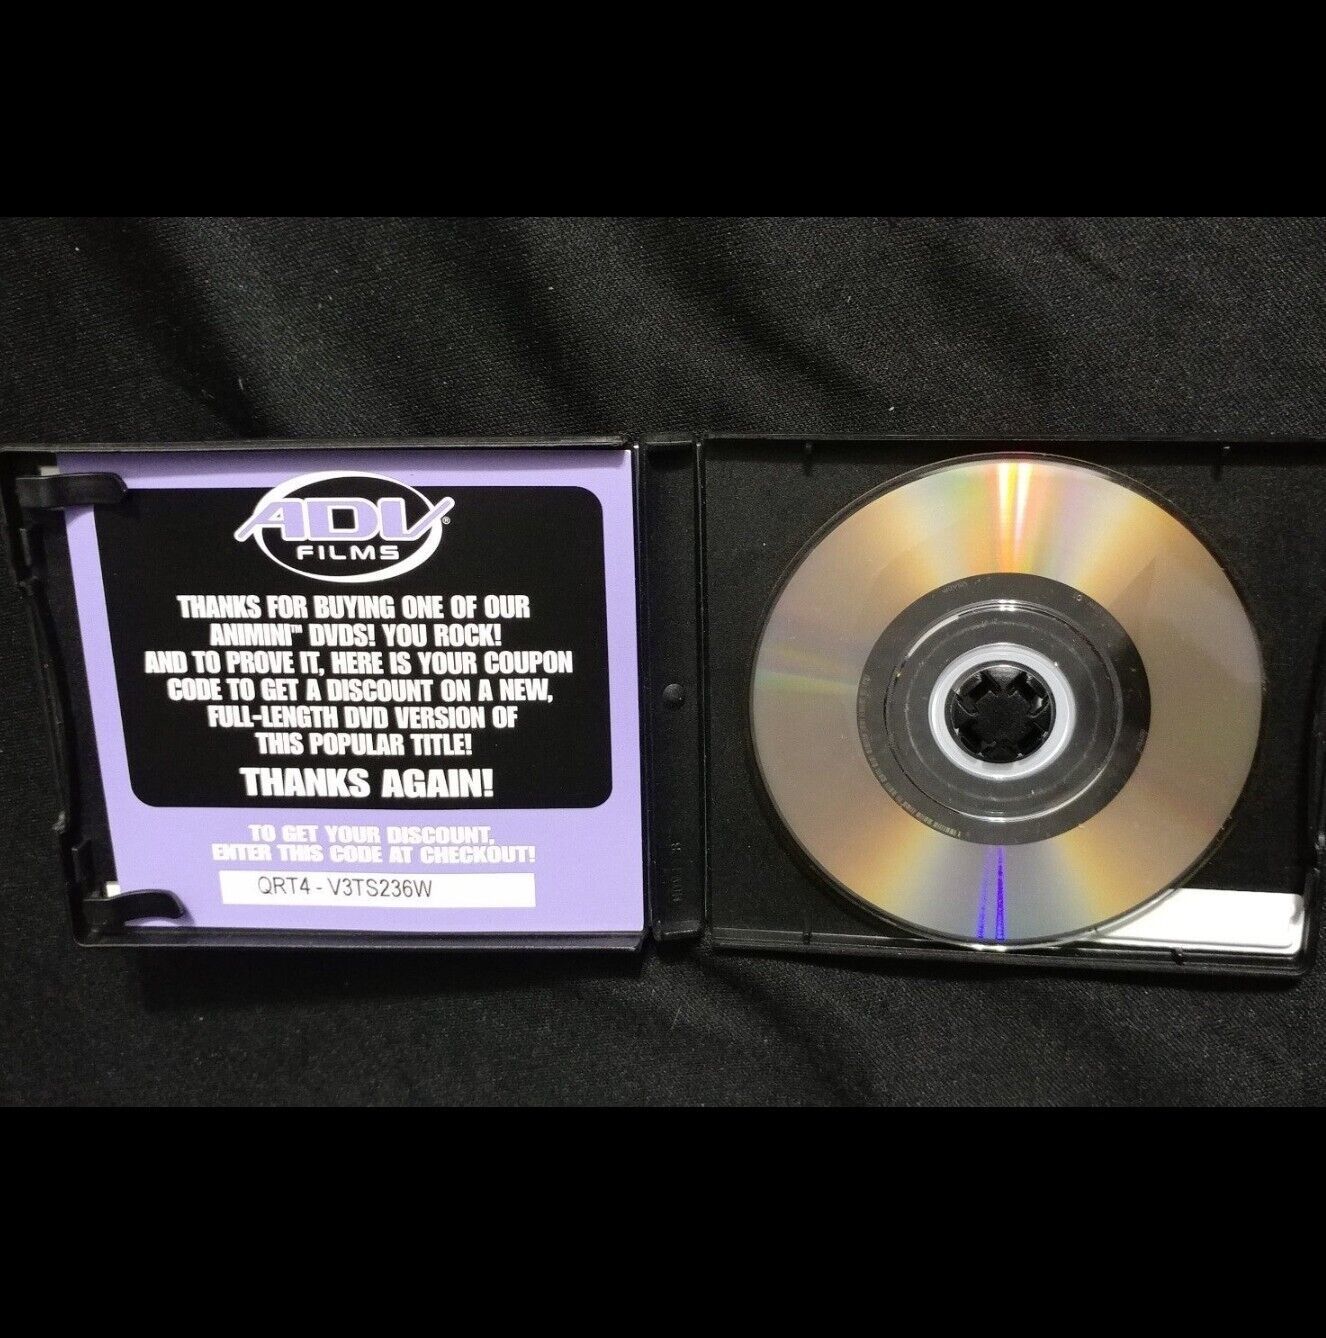 ADV®
FILMS
THANKS FOR BUYING ONE OF OUR
ANIMINI™ DVDS! YOU ROCK!
AND TO PROVE IT, HERE IS YOUR COUPON
CODE TO GET A DISCOUNT ON A NEW,
FULL-LENGTH DVD VERSION OF
THIS POPULAR TITLE!
THANKS AGAIN!
TO GET YOUR DISCOUNT,
ENTER THIS CODE AT CHECKOUT!
QRT4 - V3TS236W